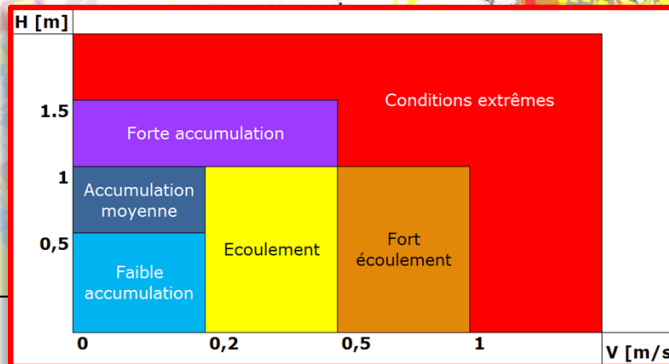 H [m]
Conditions extrêmes
1.5
Forte accumulation
1
Accumulation
moyenne
0,5
Ecoulement
Fort
écoulement
Faible
accumulation
0
0,2
0,5
1
V [m/s